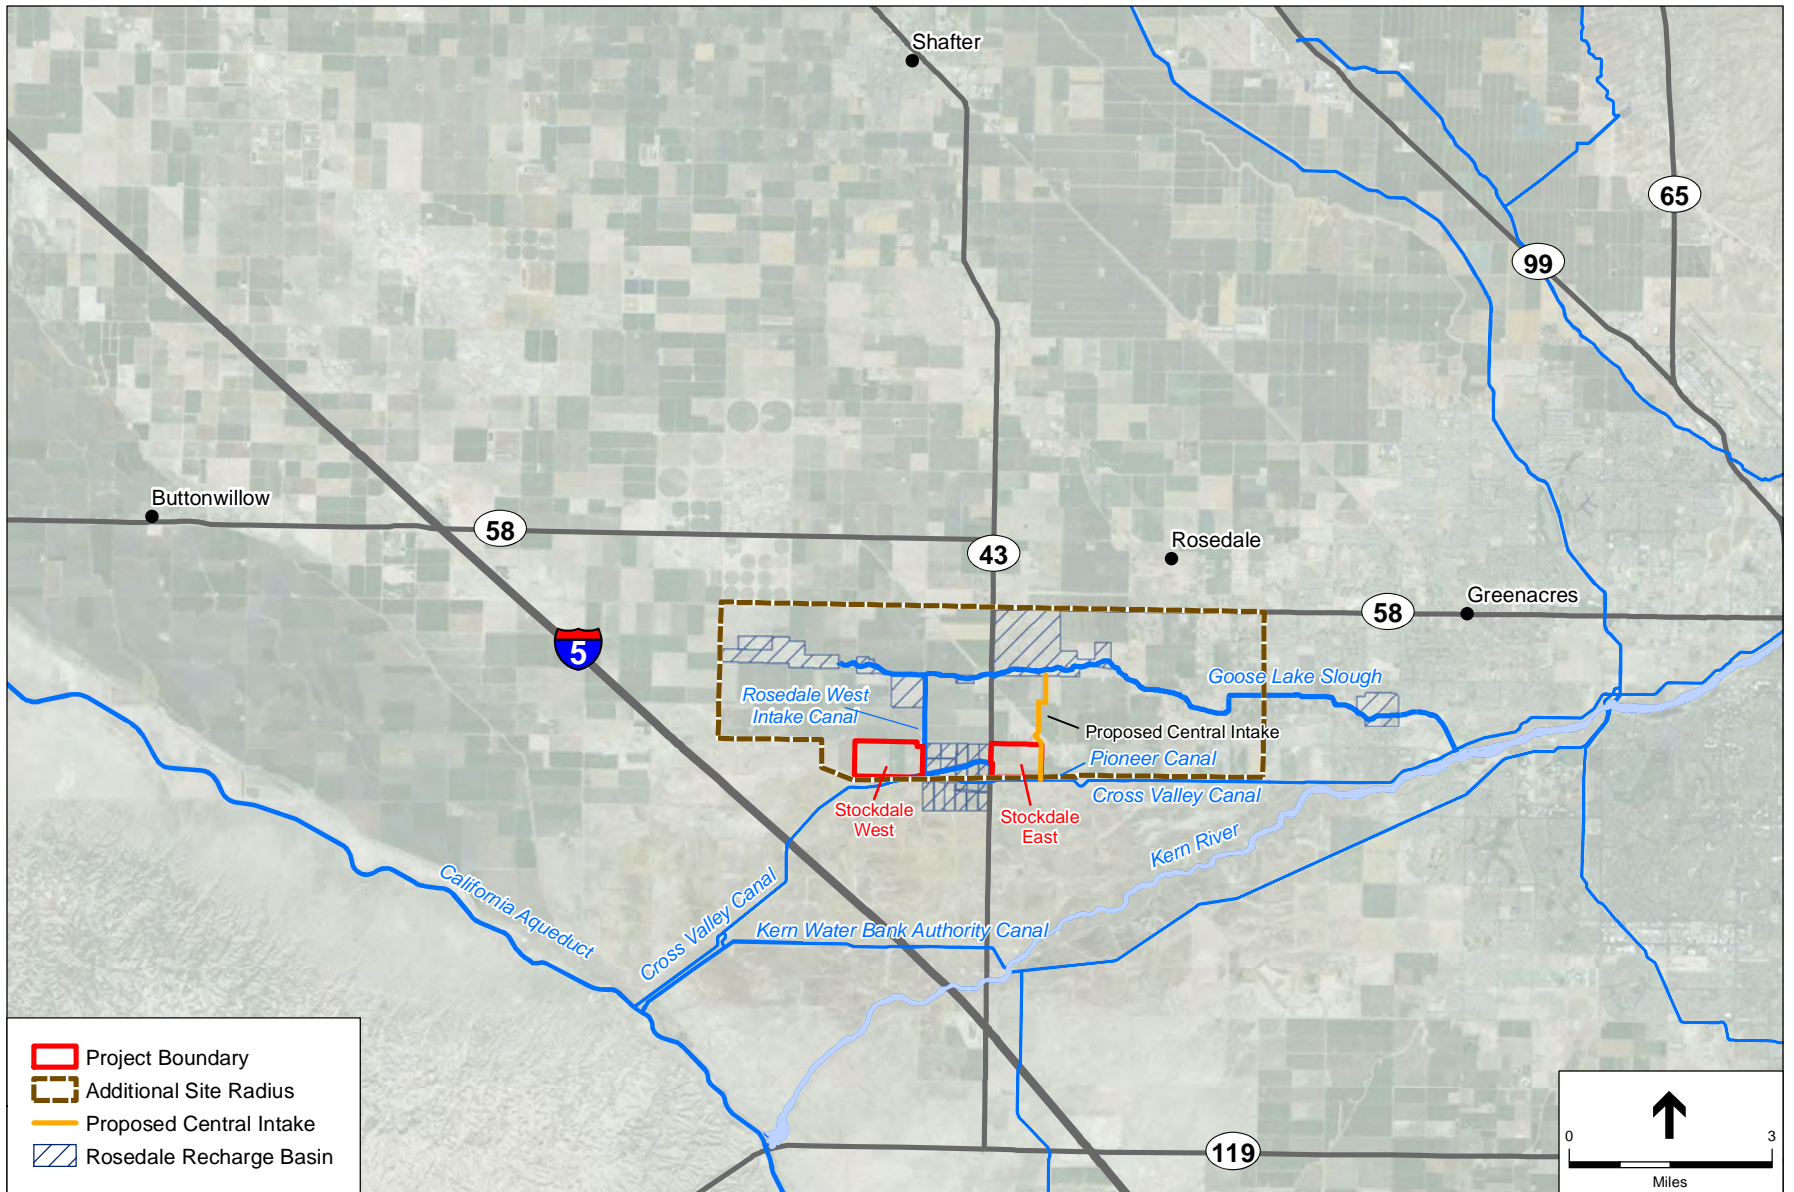 Shafter
65
99
Buttonwillow
58
43
Rosedale
Greenacres
58
5
Goose Lake Slough
Rosedale West
Intake Canal
Proposed Central Intake
Pioneer Canal
Cross Valley Canal
Stockdale
West
Stockdale
East
Kern River
California Aqueduct
Cross Valley Canal
Kern Water Bank Authority Canal
Project Boundary
Additional Site Radius
Proposed Central Intake
Rosedale Recharge Basin
119
0 3
Miles